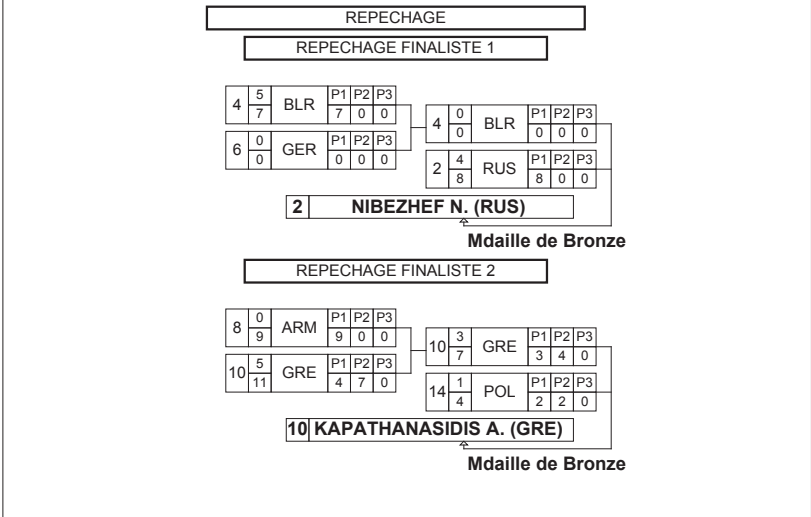 REPECHAGE
REPECHAGE FINALISTE 1
4 5 7 BLR P1 P2 P3 7 0 0
6 0 0 GER P1 P2 P3 0 0 0
4 0 0 BLR P1 P2 P3 0 0 0
2 4 8 RUS P1 P2 P3 8 0 0
2 NIBEZHEF N. (RUS)
Mdaille de Bronze
REPECHAGE FINALISTE 2
8 0 9 ARM P1 P2 P3 9 0 0
10 5 11 GRE P1 P2 P3 4 7 0
10 3 7 GRE P1 P2 P3 3 4 0
14 1 4 POL P1 P2 P3 2 2 0
10 KAPATHANASIDIS A. (GRE)
Mdaille de Bronze